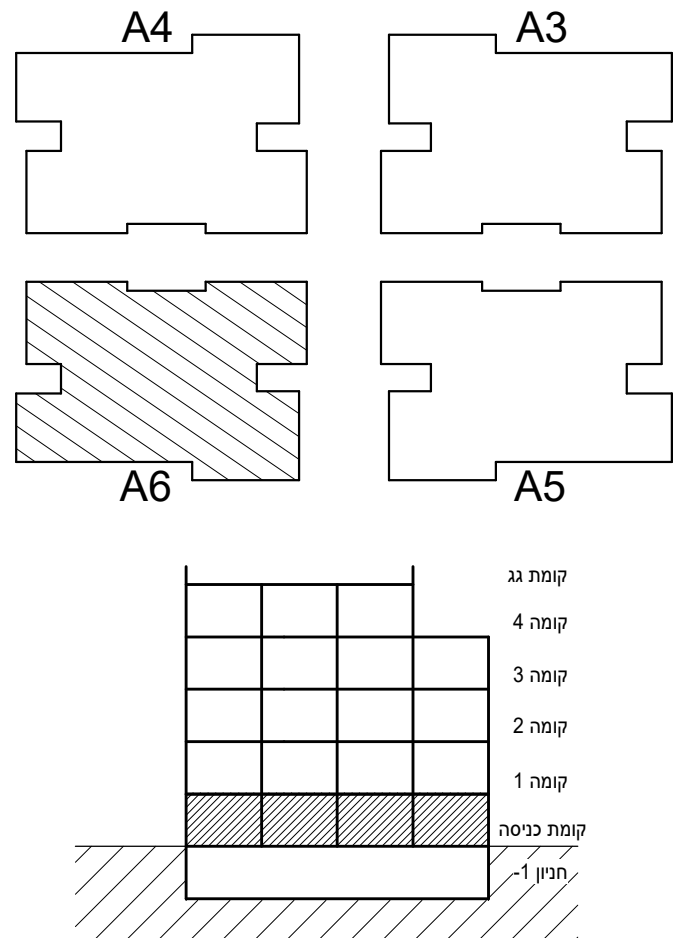 A4
A3
A6
A5
קומת גג
קומה 4
קומה 3
קומה 2
קומה 1
קומת כניסה
חניון 1-